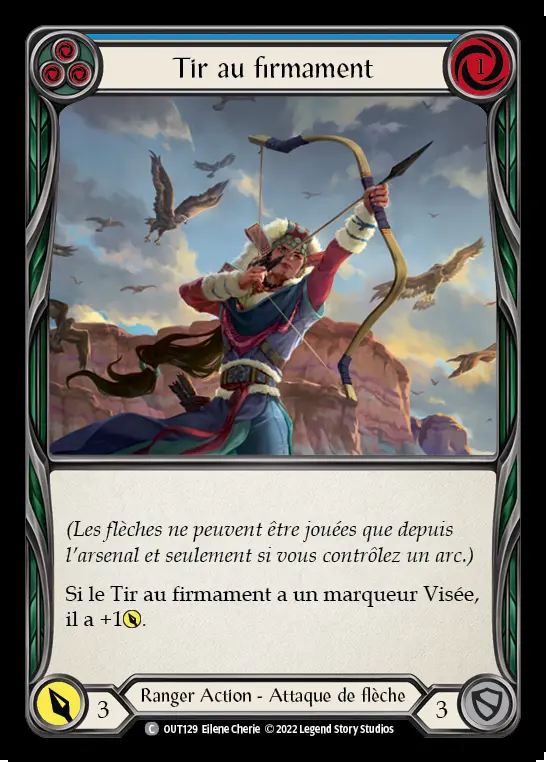 Tir au firmament
1
(Les flèches ne peuvent être jouées que depuis
l'arsenal et seulement si vous contrôlez un arc.)
Si le Tir au firmament a un marqueur Visée,
il a +1.
3
Ranger Action - Attaque de flèche
3
C OUT129 Eilene Cherie © 2022 Legend Story Studios